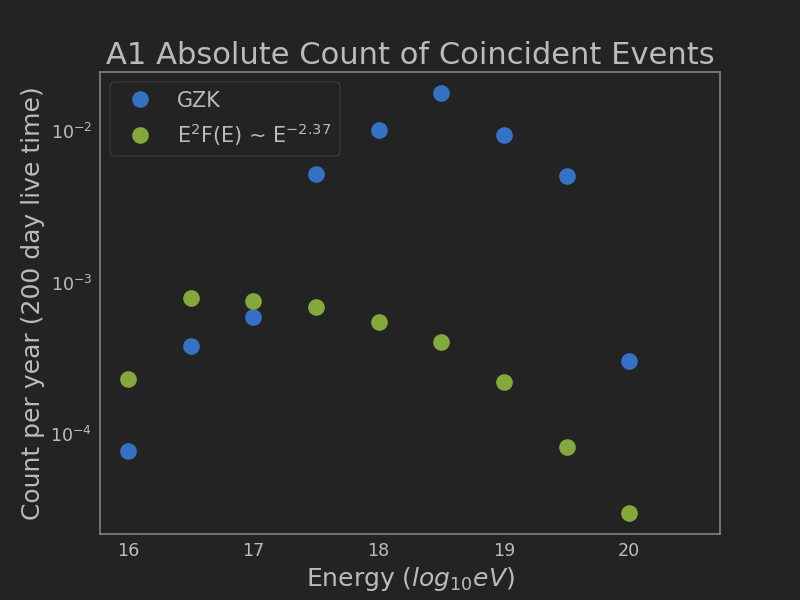 A1 Absolute Count of Coincident Events
GZK
E²F(E) ~ E⁻²·³⁷
Count per year (200 day live time)
10⁻²
10⁻³
10⁻⁴
16 17 18 19 20
Energy (log₁₀eV)